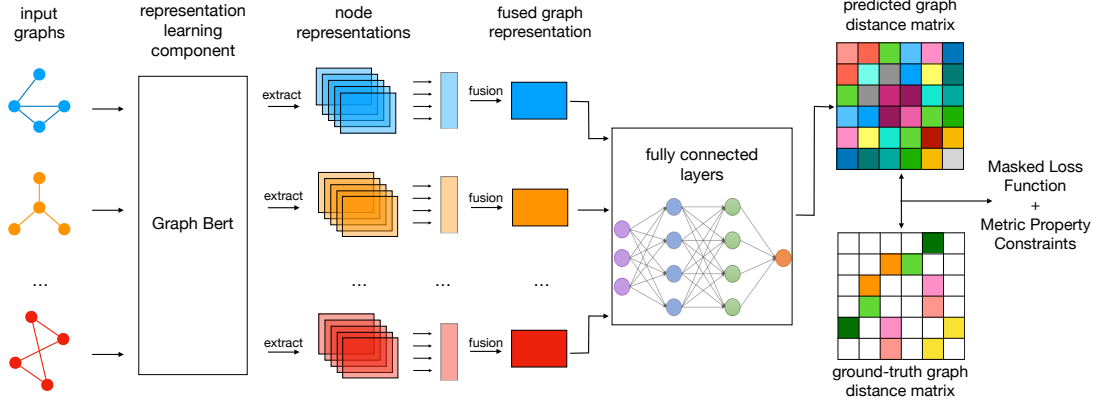 input
graphs
representation
learning
component
node
representations
fused graph
representation
predicted graph
distance matrix
extract
fusion
extract
fusion
Graph Bert
fully connected
layers
Masked Loss
Function
+
Metric Property
Constraints
...
...
...
...
extract
fusion
ground-truth graph
distance matrix